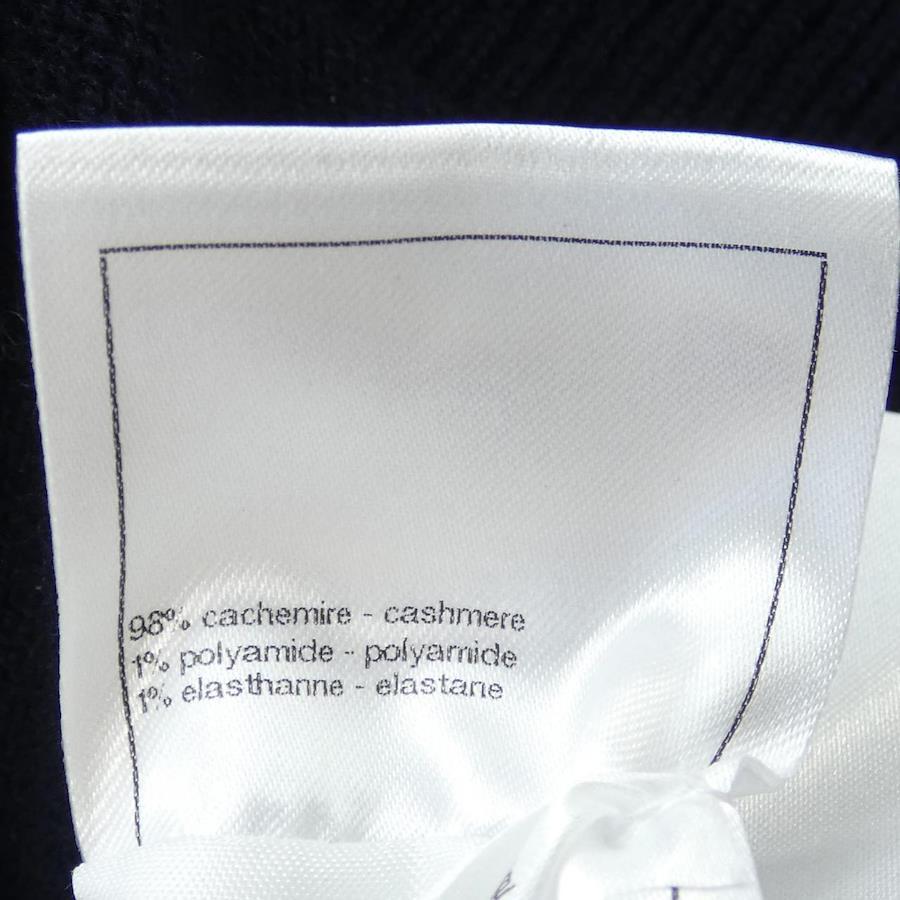 98% cachemire - cashmere
1% polyamide - polyamide
1% elasthanne - elastane